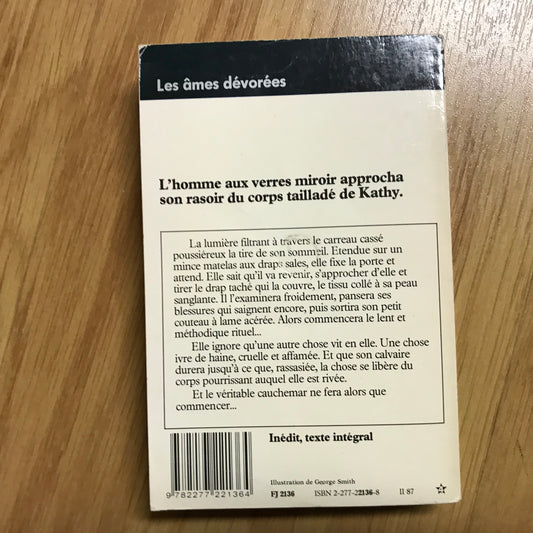 Les âmes dévorées
L'homme aux verres miroir approcha
son rasoir du corps tailladé de Kathy.
La lumière filtrant à travers le carreau cassé
poussiéreux la tire de son sommeil. Etendue sur un
mince matelas aux draps sales, elle fixe la porte et
attend. Elle sait qu'il va revenir, s'approcher d'elle et
tirer le drap taché qui la couvre, le tissu collé à sa peau
sanglante. Il l'examinera froidement, pansera ses
blessures qui saignent encore, puis sortira son petit
couteau à lame acérée. Alors commencera le lent et
méthodique rituel...
Elle ignore qu'une autre chose vit en elle. Une chose
ivre de haine, cruelle et affamée. Et que son calvaire
durera jusqu'à ce que, rassasiée, la chose se libère du
corps pourrissant auquel elle est rivée.
Et le véritable cauchemar ne fera alors que
commencer...
Inédit, texte intégral
9 782277 221364
Illustration de George Smith
FJ 2136 ISBN 2-277-22136-8 II 87